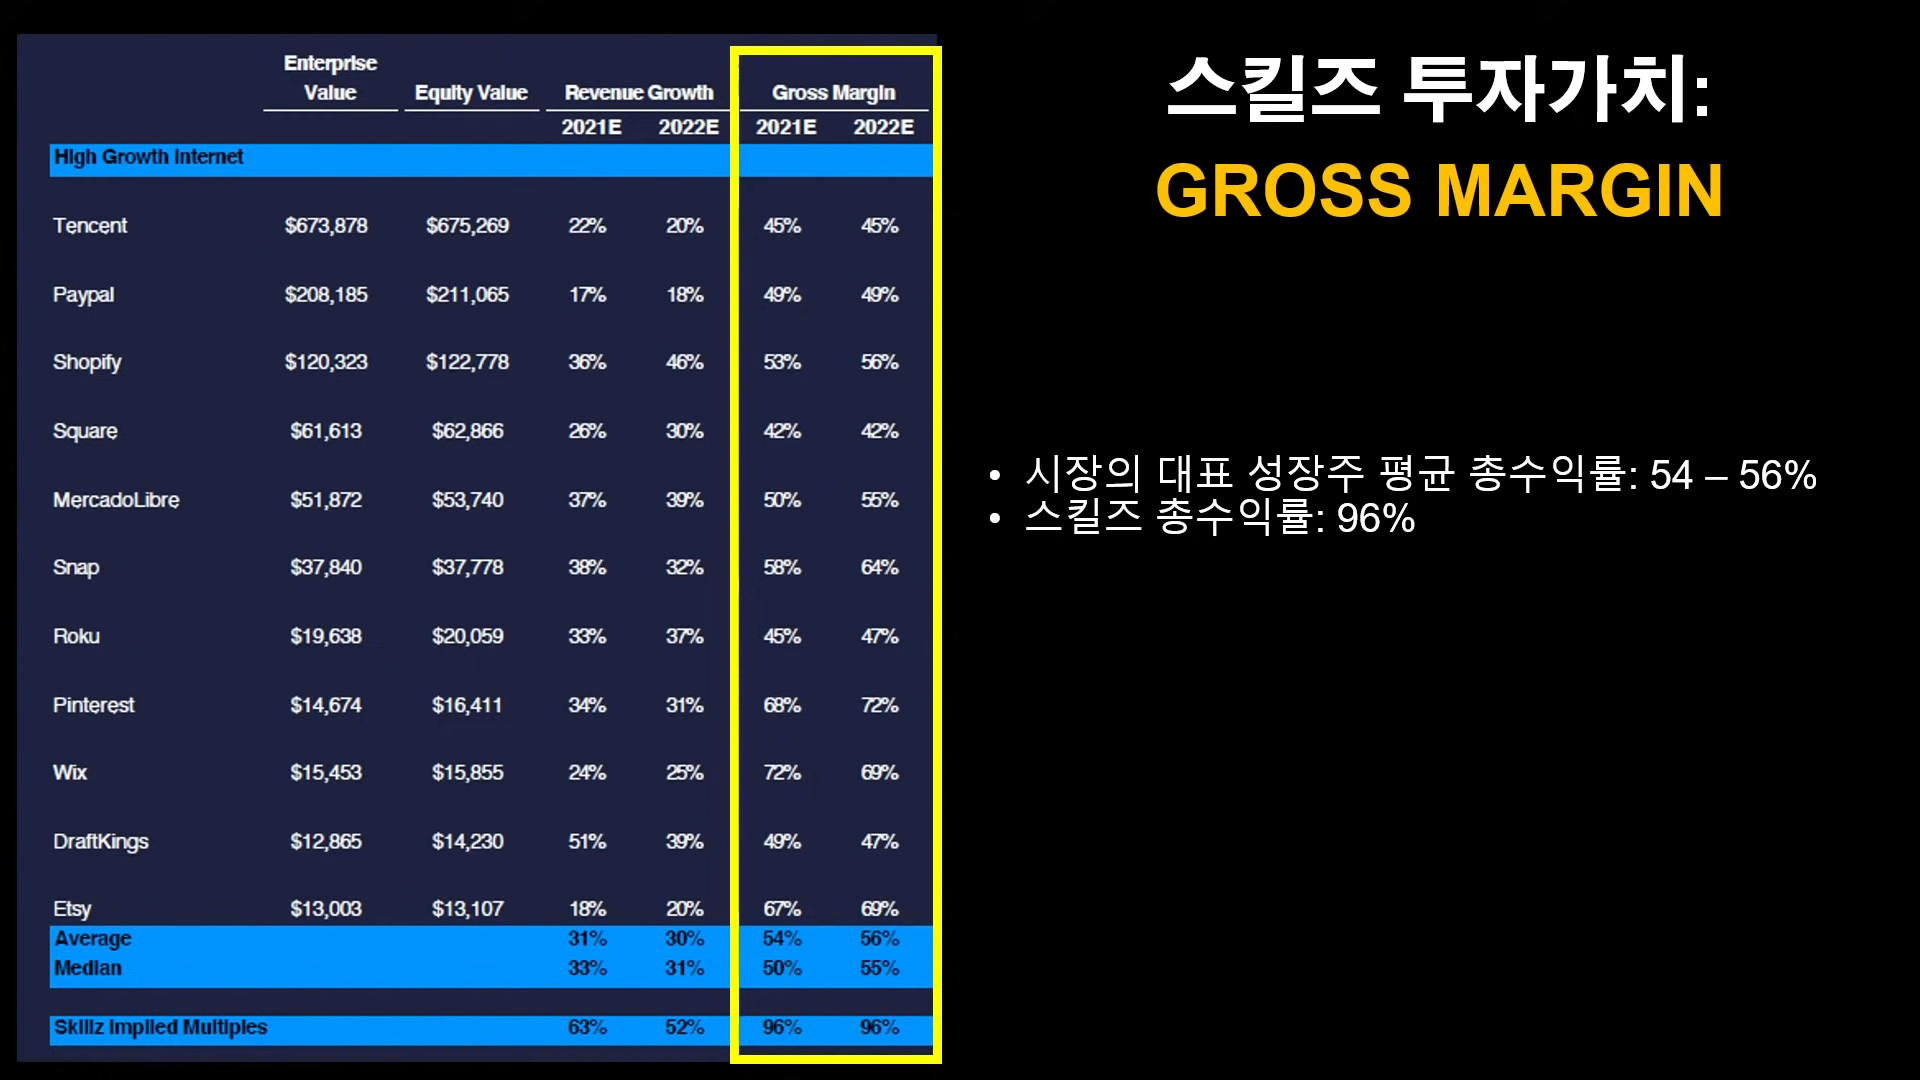 Enterprise
Value Equity Value Revenue Growth Gross Margin
2021E 2022E 2021E 2022E
High Growth Internet
Tencent $673,878 $675,269 22% 20% 45% 45%
Paypal $208,185 $211,065 17% 18% 49% 49%
Shopify $120,323 $122,778 36% 46% 53% 56%
Square $61,613 $62,866 26% 30% 42% 42%
MercadoLibre $51,872 $53,740 37% 39% 50% 55%
Snap $37,840 $37,778 38% 32% 58% 64%
Roku $19,638 $20,059 33% 37% 45% 47%
Pinterest $14,674 $16,411 34% 31% 68% 72%
Wix $15,453 $15,855 24% 25% 72% 69%
DraftKings $12,865 $14,230 51% 39% 49% 47%
Etsy $13,003 $13,107 18% 20% 67% 69%
Average 31% 30% 54% 56%
Median 33% 31% 50% 55%
Skillz Implied Multiples 63% 52% 96% 96%
스킬즈 투자가치:
GROSS MARGIN
• 시장의 대표 성장주 평균 총수익률: 54 – 56%
• 스킬즈 총수익률: 96%